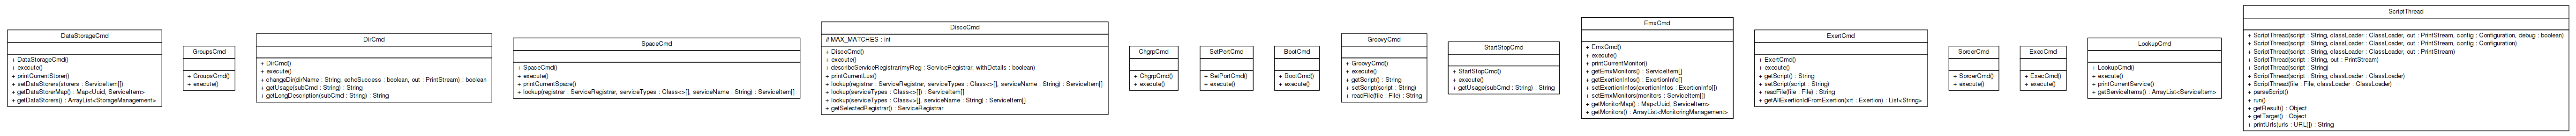 DataStorageCmd
+ DataStorageCmd()
+ execute()
+ printCurrentStorer()
+ setDataStorers(storers : ServiceItem[])
+ getDataStorerMap() : Map<Uuid, ServiceItem>
+ getDataStorers() : ArrayList<StorageManagement>
GroupsCmd
+ GroupsCmd()
+ execute()
DirCmd
+ DirCmd()
+ execute()
+ changeDir(dirName : String, echoSuccess : boolean, out : PrintStream) : boolean
+ getUsage(subCmd : String) : String
+ getLongDescription(subCmd : String) : String
SpaceCmd
+ SpaceCmd()
+ execute()
+ printCurrentSpace()
+ lookup(registrar : ServiceRegistrar, serviceTypes : Class<>[], serviceName : String) : ServiceItem[]
DiscoCmd
# MAX_MATCHES : int
+ DiscoCmd()
+ execute()
+ describeServiceRegistrar(myReg : ServiceRegistrar, withDetails : boolean)
+ printCurrentLus()
+ lookup(registrar : ServiceRegistrar, serviceTypes : Class<>[], serviceName : String) : ServiceItem[]
+ lookup(serviceTypes : Class<>[]) : ServiceItem[]
+ lookup(serviceTypes : Class<>[], serviceName : String) : ServiceItem[]
+ getSelectedRegistrar() : ServiceRegistrar
ChgrpCmd
+ ChgrpCmd()
+ execute()
SetPortCmd
+ SetPortCmd()
+ execute()
BootCmd
+ BootCmd()
+ execute()
GroovyCmd
+ GroovyCmd()
+ execute()
+ getScript() : String
+ setScript(script : String)
+ readFile(file : File) : String
StartStopCmd
+ StartStopCmd()
+ execute()
+ getUsage(subCmd : String) : String
EmxCmd
+ EmxCmd()
+ execute()
+ printCurrentMonitor()
+ getEmxMonitors() : ServiceItem[]
+ getExertionInfos() : ExertionInfo[]
+ setExertionInfos(exertionInfos : ExertionInfo[])
+ setEmxMonitors(monitors : ServiceItem[])
+ getMonitorMap() : Map<Uuid, ServiceItem>
+ getMonitors() : ArrayList<MonitoringManagement>
ExertCmd
+ ExertCmd()
+ execute()
+ getScript() : String
+ setScript(script : String)
+ readFile(file : File) : String
+ getAllExertionIdFromExertion(xrt : Exertion) : List<String>
SorcerCmd
+ SorcerCmd()
+ execute()
ExecCmd
+ ExecCmd()
+ execute()
LookupCmd
+ LookupCmd()
+ execute()
+ printCurrentService()
+ getServiceItems() : ArrayList<ServiceItem>
ScriptThread
+ ScriptThread(script : String, classLoader : ClassLoader, out : PrintStream, config : Configuration, debug : boolean)
+ ScriptThread(script : String, classLoader : ClassLoader, out : PrintStream, config : Configuration)
+ ScriptThread(script : String, classLoader : ClassLoader, out : PrintStream)
+ ScriptThread(script : String, out : PrintStream)
+ ScriptThread(script : String)
+ ScriptThread(script : String, classLoader : ClassLoader)
+ ScriptThread(file : File, classLoader : ClassLoader)
+ parseScript()
+ run()
+ getResult() : Object
+ getTarget() : Object
+ printUrls(urls : URL[]) : String